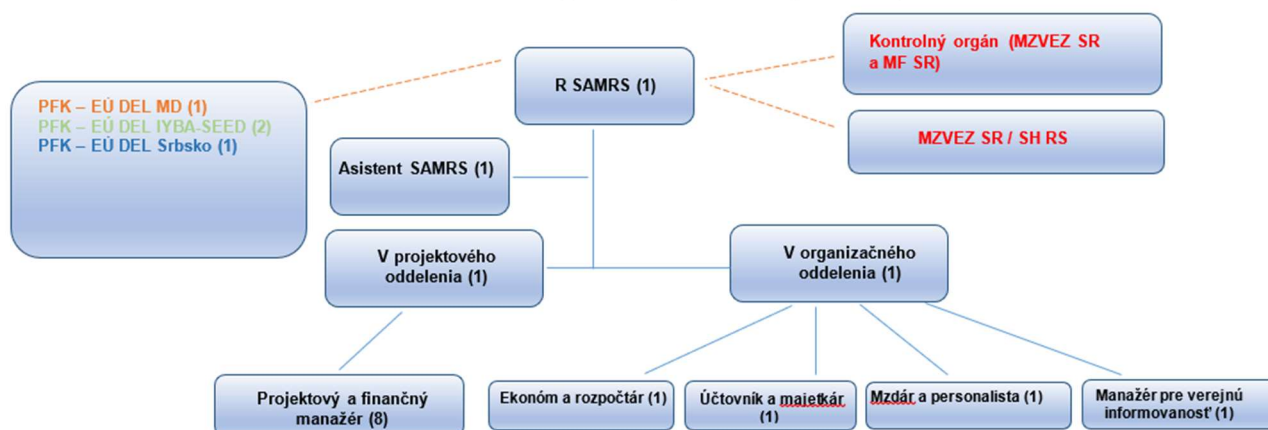 Kontrolný orgán (MZVEZ SR
a MF SR)
R SAMRS (1)
PFK – EÚ DEL MD (1)
PFK – EÚ DEL IYBA-SEED (2)
PFK – EÚ DEL Srbsko (1)
MZVEZ SR / SH RS
Asistent SAMRS (1)
V projektového
oddelenia (1)
V organizačného
oddelenia (1)
Projektový a finančný
manažér (8)
Ekonóm a rozpočtár (1)
Účtovník a majetkár
(1)
Mzdár a personalista (1)
Manažér pre verejnú
informovanosť (1)